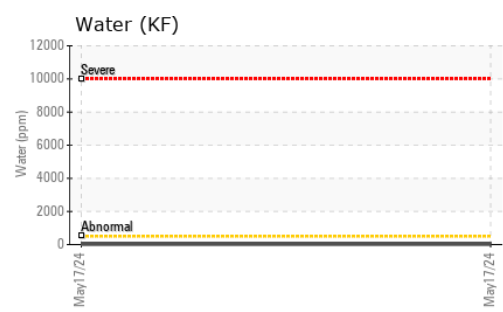 Water (KF)
12000
Severe
10000
8000
6000
4000
2000
Abnormal
0
Water (ppm)
May17/24
May17/24